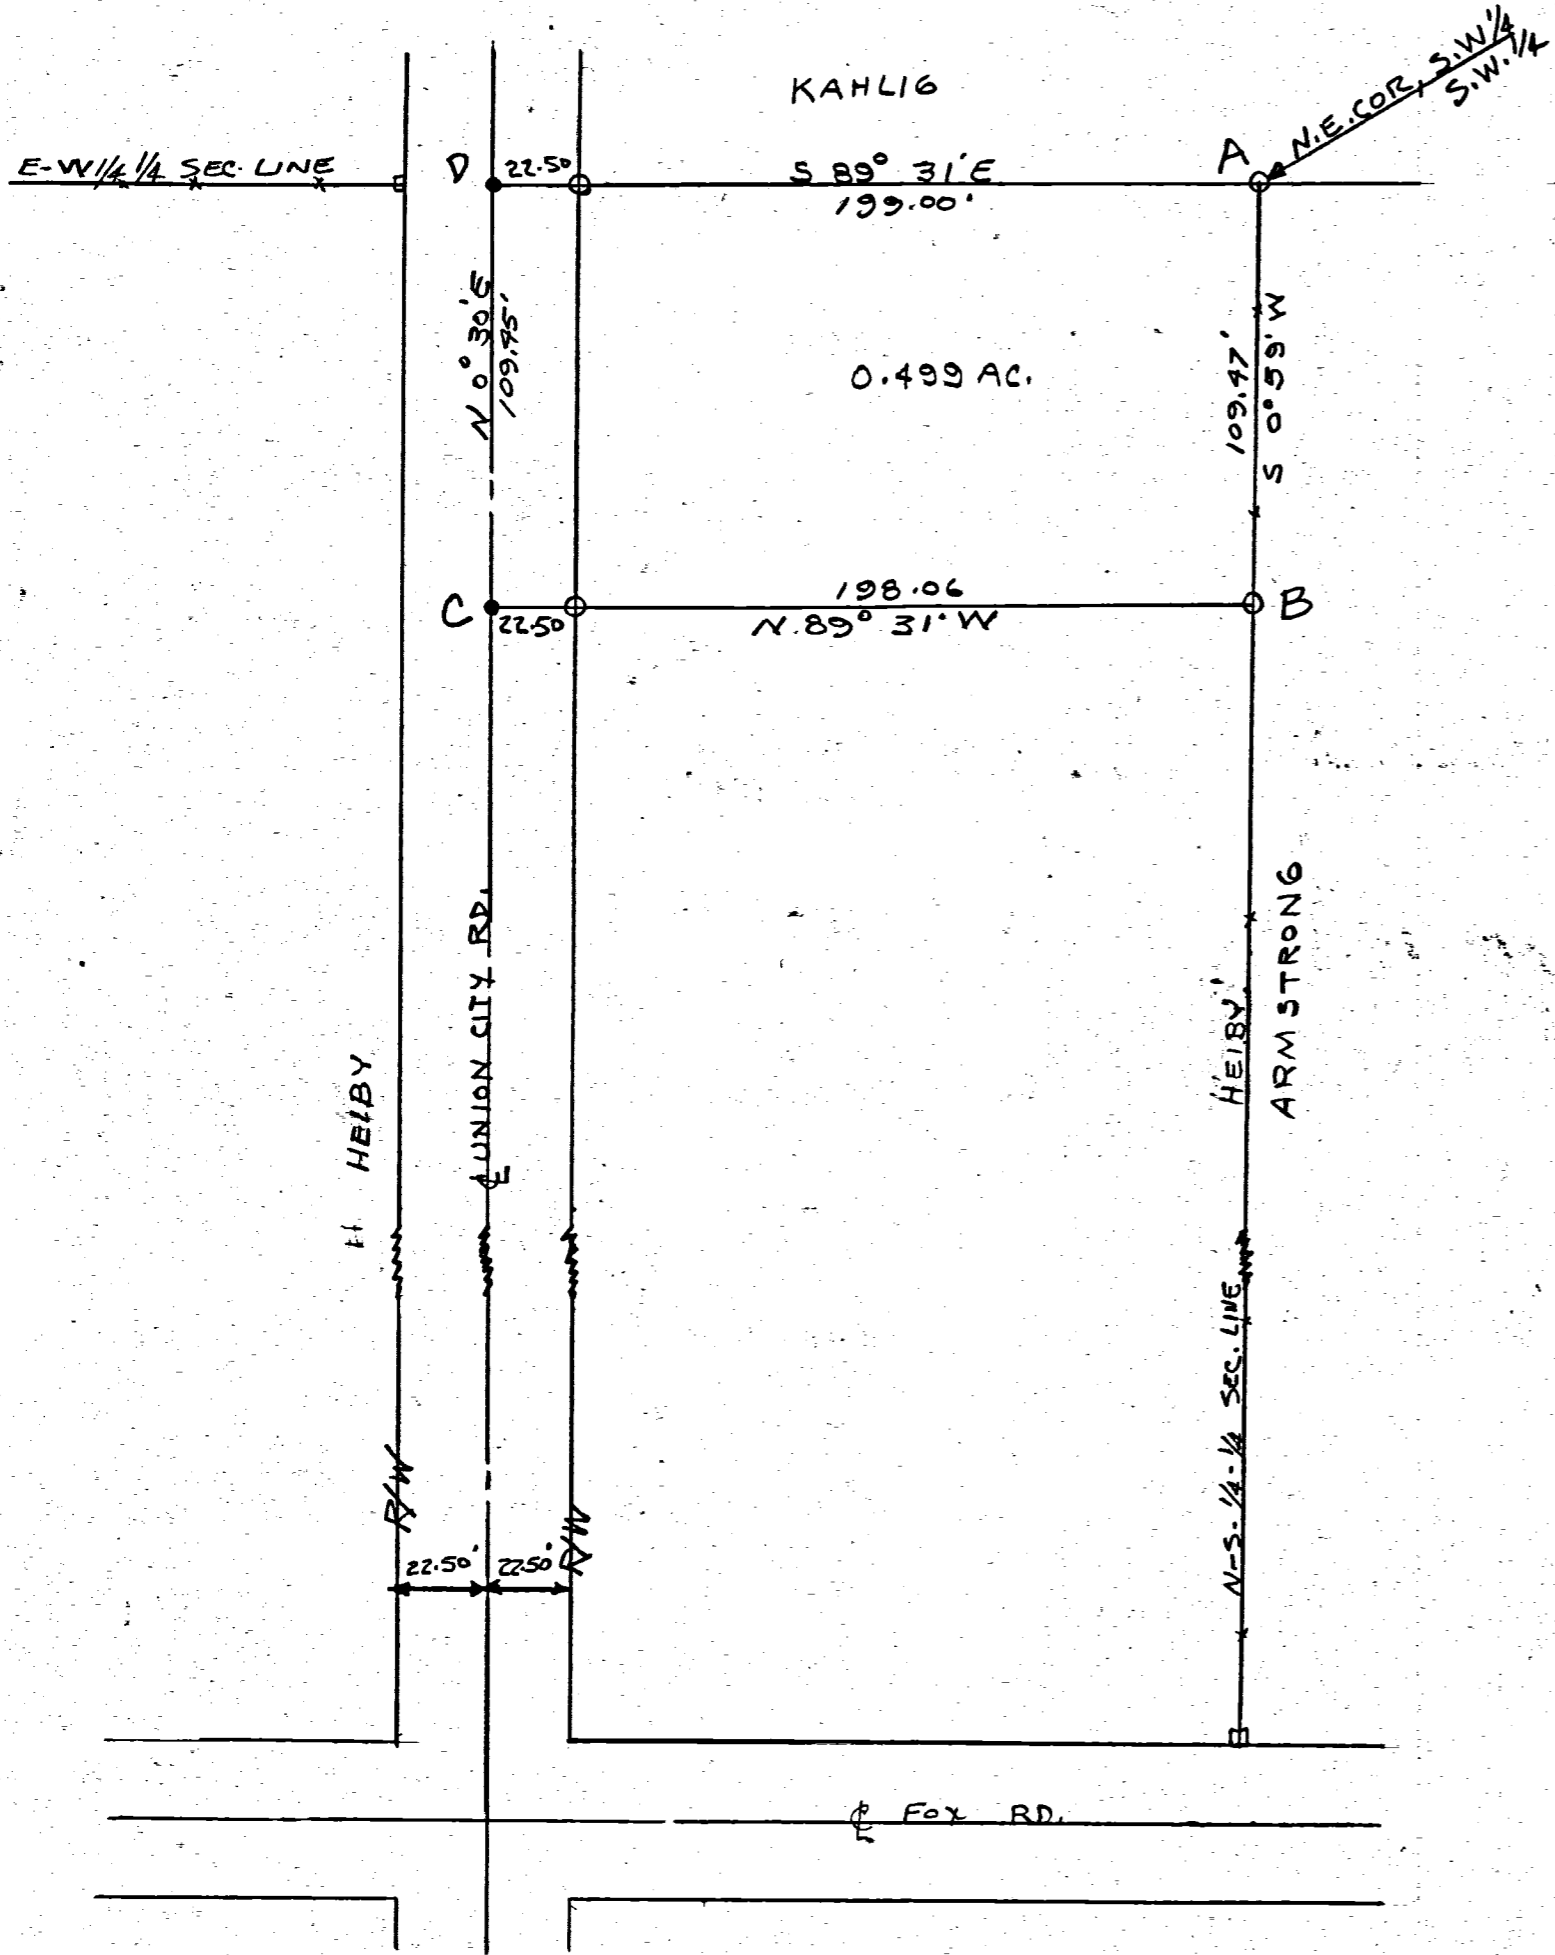 KAHLIG
N.E. COR, S.W 1/4
S.W. 1/4
E-W 1/4 1/4 SEC. LINE
D
22.50
S 89° 31' E
199.00'
A
N 0° 30' E
109.45'
0.499 AC.
109.47'
S 0° 59' W
C
22.50
198.06
N. 89° 31' W
B
UNION CITY RD.
HELBY
HEIBY
ARMSTRONG
N-S. 1/4 - 1/4 SEC. LINE
R/W
R/W
22.50'
22.50'
℄ FOX RD.